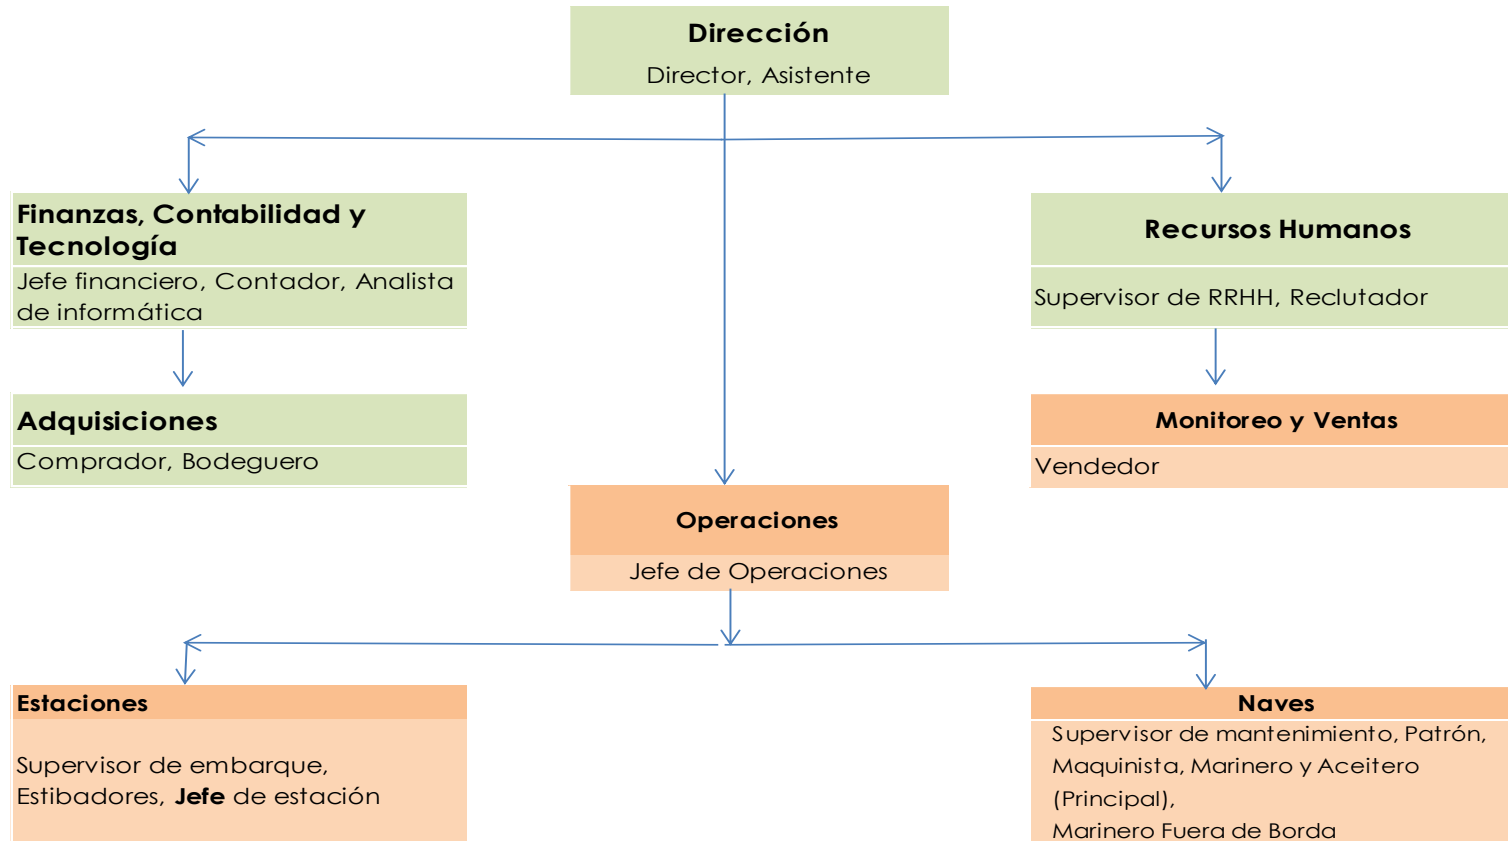 Dirección
Director, Asistente
Finanzas, Contabilidad y
Tecnología
Jefe financiero, Contador, Analista
de informática
Recursos Humanos
Supervisor de RRHH, Reclutador
Adquisiciones
Comprador, Bodeguero
Monitoreo y Ventas
Vendedor
Operaciones
Jefe de Operaciones
Estaciones
Supervisor de embarque,
Estibadores, Jefe de estación
Naves
Supervisor de mantenimiento, Patrón,
Maquinista, Marinero y Aceitero
(Principal),
Marinero Fuera de Borda